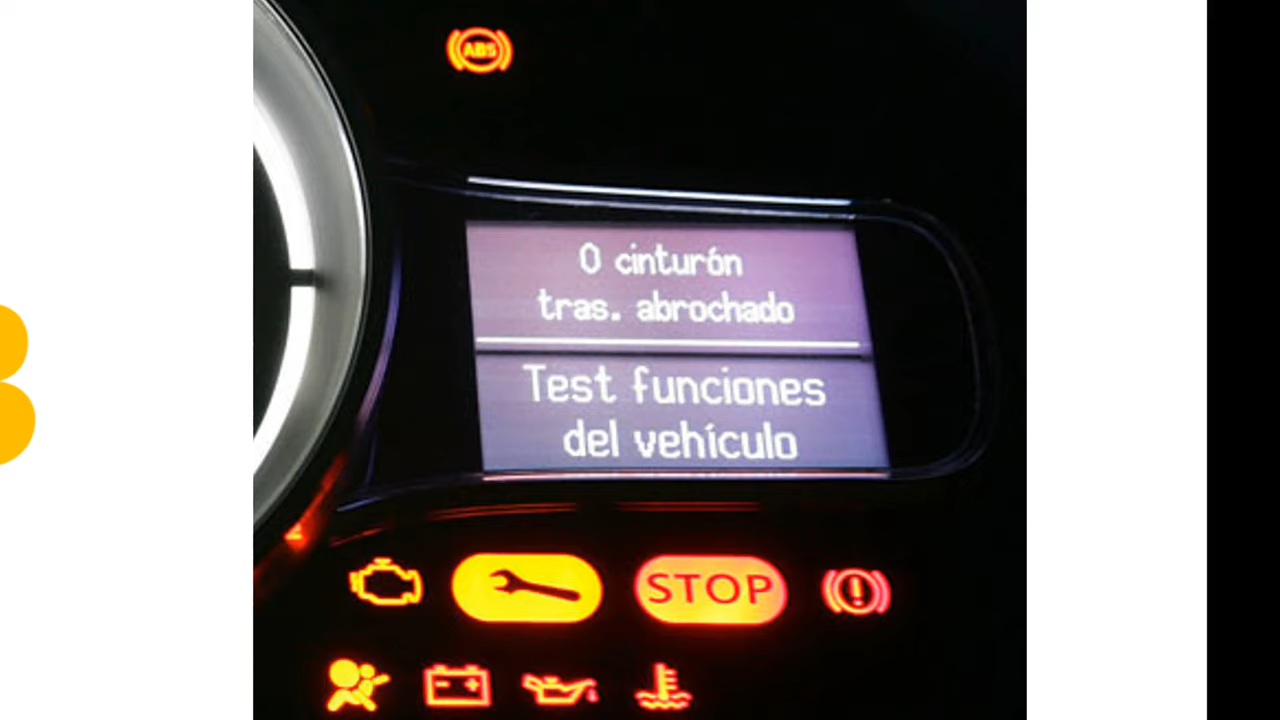 ABS
0 cinturón
tras. abrochado
Test funciones
del vehículo
STOP